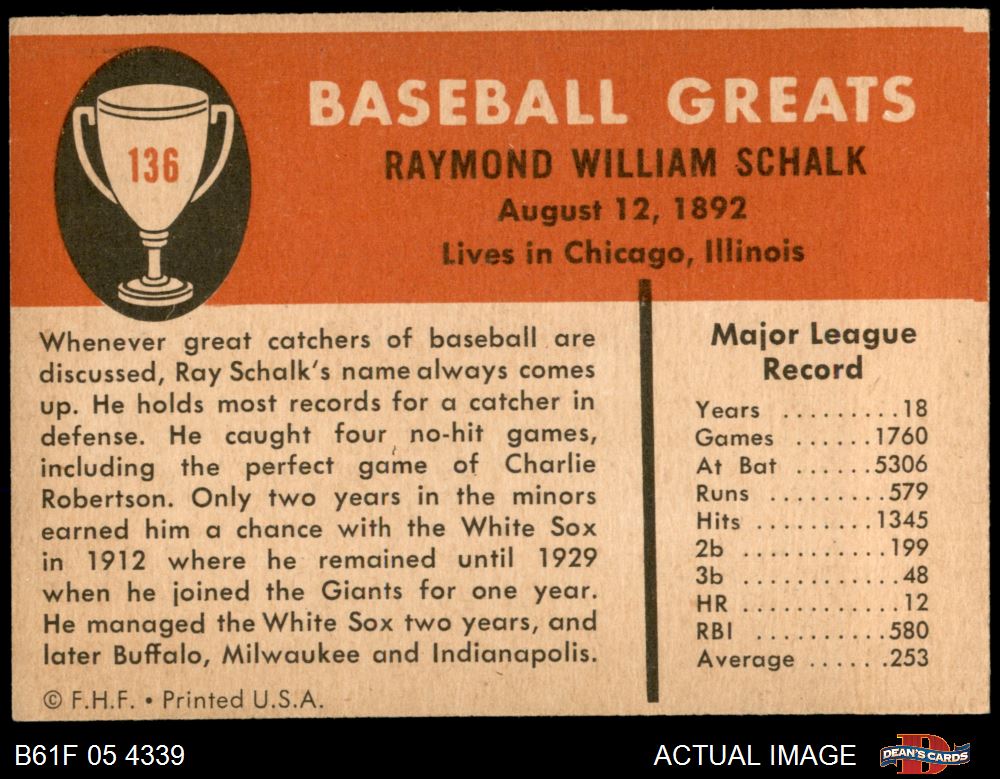 136
BASEBALL GREATS
RAYMOND WILLIAM SCHALK
August 12, 1892
Lives in Chicago, Illinois
Whenever great catchers of baseball are
discussed, Ray Schalk's name always comes
up. He holds most records for a catcher in
defense. He caught four no-hit games,
including the perfect game of Charlie
Robertson. Only two years in the minors
earned him a chance with the White Sox
in 1912 where he remained until 1929
when he joined the Giants for one year.
He managed the White Sox two years, and
later Buffalo, Milwaukee and Indianapolis.
© F.H.F. • Printed U.S.A.
Major League
Record
Years .........18
Games ......1760
At Bat ......5306
Runs .........579
Hits .........1345
2b ...........199
3b ............48
HR ............12
RBI ..........580
Average ......253
B61F 05 4339
ACTUAL IMAGE
DEAN'S CARDS